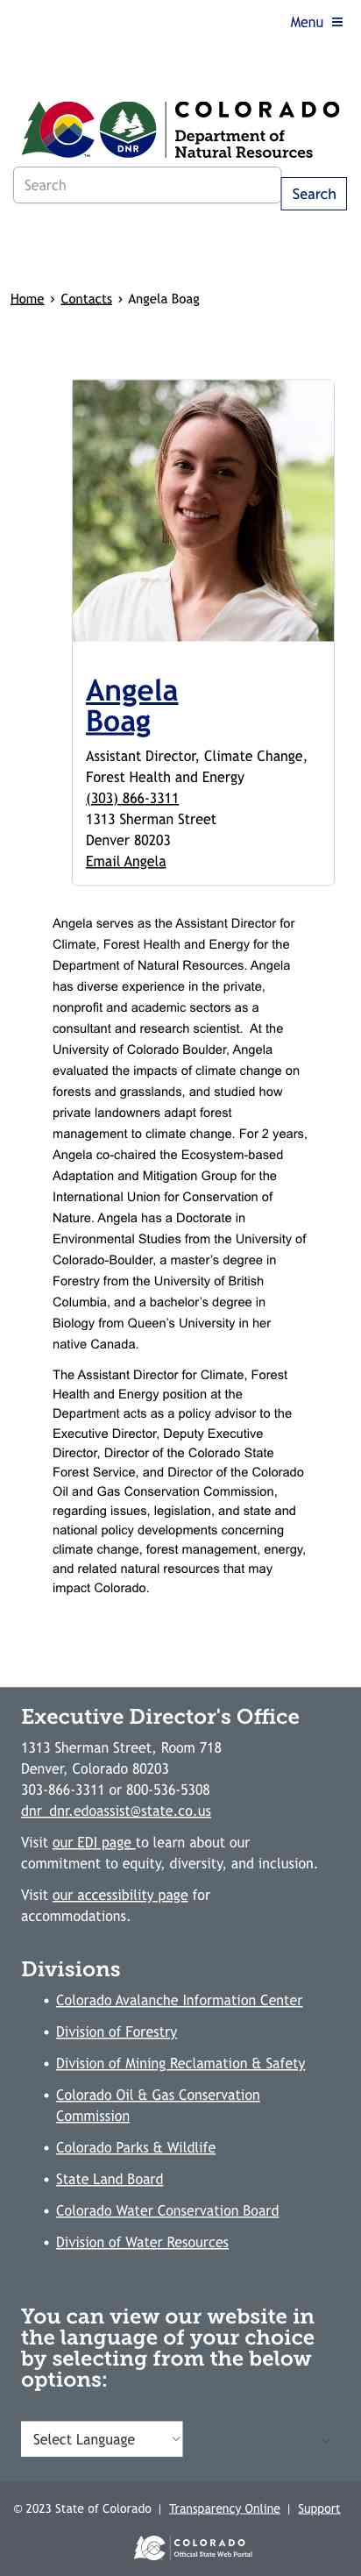 Menu ≡
COLORADO
Department of
Natural Resources
DNR
TM
Search
Search
Home › Contacts › Angela Boag
Angela
Boag
Assistant Director, Climate Change,
Forest Health and Energy
(303) 866-3311
1313 Sherman Street
Denver 80203
Email Angela
Angela serves as the Assistant Director for
Climate, Forest Health and Energy for the
Department of Natural Resources. Angela
has diverse experience in the private,
nonprofit and academic sectors as a
consultant and research scientist.  At the
University of Colorado Boulder, Angela
evaluated the impacts of climate change on
forests and grasslands, and studied how
private landowners adapt forest
management to climate change. For 2 years,
Angela co-chaired the Ecosystem-based
Adaptation and Mitigation Group for the
International Union for Conservation of
Nature. Angela has a Doctorate in
Environmental Studies from the University of
Colorado-Boulder, a master’s degree in
Forestry from the University of British
Columbia, and a bachelor’s degree in
Biology from Queen’s University in her
native Canada.
The Assistant Director for Climate, Forest
Health and Energy position at the
Department acts as a policy advisor to the
Executive Director, Deputy Executive
Director, Director of the Colorado State
Forest Service, and Director of the Colorado
Oil and Gas Conservation Commission,
regarding issues, legislation, and state and
national policy developments concerning
climate change, forest management, energy,
and related natural resources that may
impact Colorado.
Executive Director's Office
1313 Sherman Street, Room 718
Denver, Colorado 80203
303-866-3311 or 800-536-5308
dnr_dnr.edoassist@state.co.us
Visit our EDI page to learn about our
commitment to equity, diversity, and inclusion.
Visit our accessibility page for
accommodations.
Divisions
• Colorado Avalanche Information Center
• Division of Forestry
• Division of Mining Reclamation & Safety
• Colorado Oil & Gas Conservation
Commission
• Colorado Parks & Wildlife
• State Land Board
• Colorado Water Conservation Board
• Division of Water Resources
You can view our website in
the language of your choice
by selecting from the below
options:
Select Language
© 2023 State of Colorado | Transparency Online | Support
COLORADO
Official State Web Portal